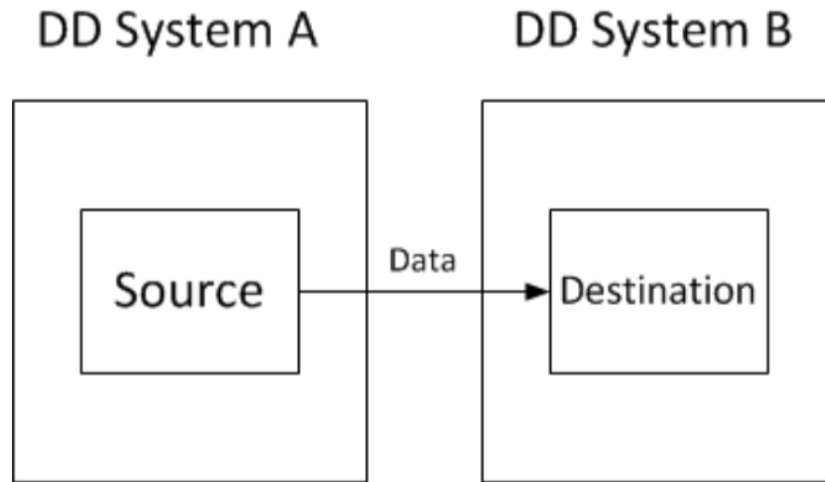 DD System A
DD System B
Source
Data
Destination